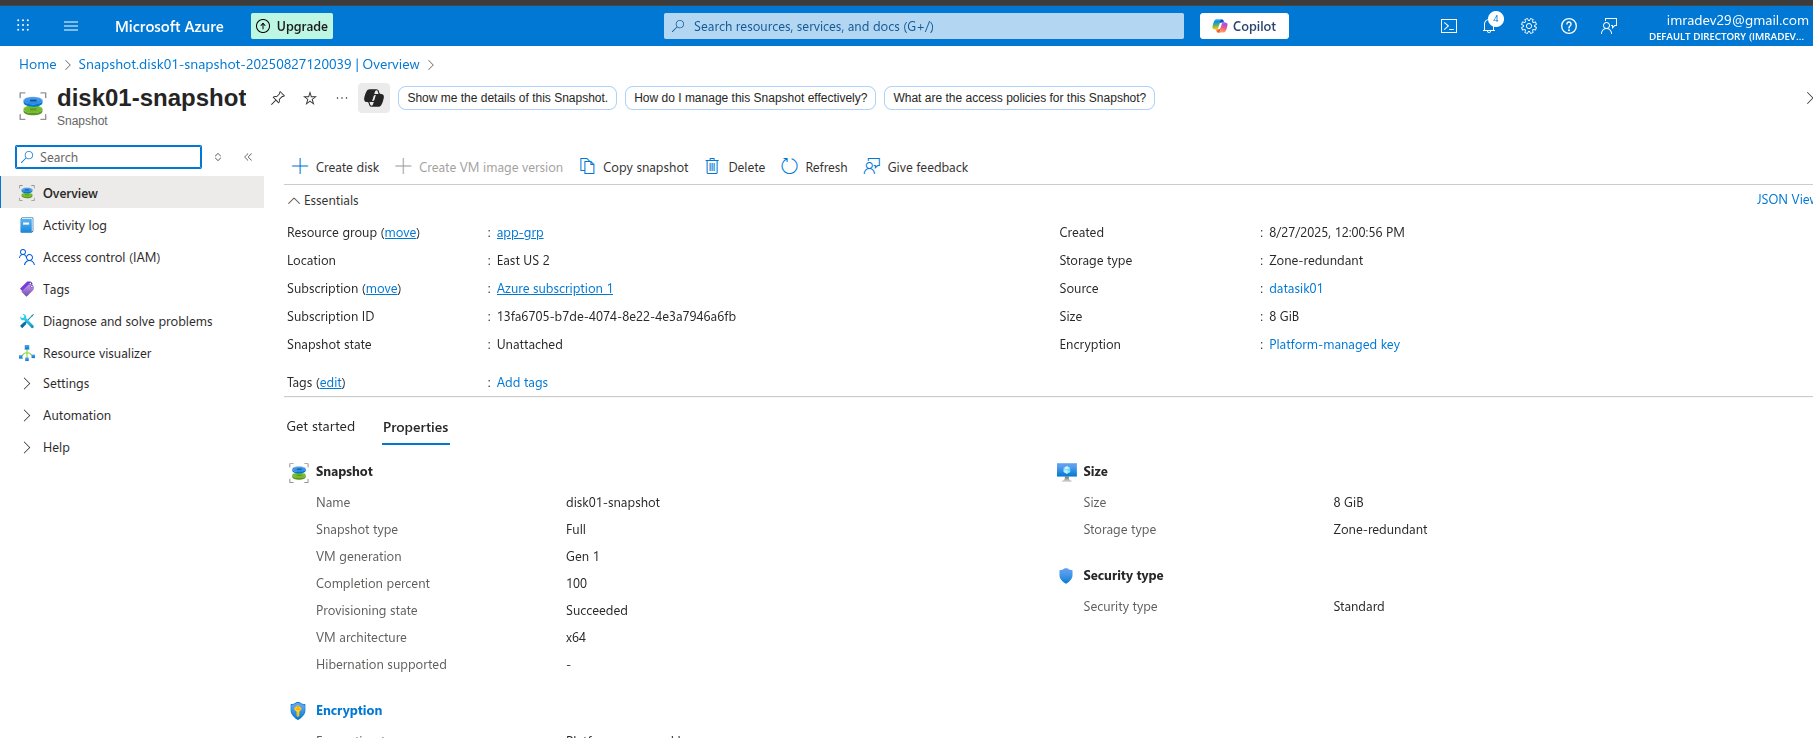 Microsoft Azure
Upgrade
Search resources, services, and docs (G+/)
Copilot
4
imradev29@gmail.com
DEFAULT DIRECTORY (IMRADEV...
Home > Snapshot.disk01-snapshot-20250827120039 | Overview >
disk01-snapshot
Snapshot
Show me the details of this Snapshot.
How do I manage this Snapshot effectively?
What are the access policies for this Snapshot?
Search
Overview
Activity log
Access control (IAM)
Tags
Diagnose and solve problems
Resource visualizer
Settings
Automation
Help
Create disk
Create VM image version
Copy snapshot
Delete
Refresh
Give feedback
Essentials
JSON View
Resource group (move) : app-grp
Location : East US 2
Subscription (move) : Azure subscription 1
Subscription ID : 13fa6705-b7de-4074-8e22-4e3a7946a6fb
Snapshot state : Unattached
Created : 8/27/2025, 12:00:56 PM
Storage type : Zone-redundant
Source : datasik01
Size : 8 GiB
Encryption : Platform-managed key
Tags (edit) : Add tags
Get started
Properties
Snapshot
Name disk01-snapshot
Snapshot type Full
VM generation Gen 1
Completion percent 100
Provisioning state Succeeded
VM architecture x64
Hibernation supported -
Encryption
Size
Size 8 GiB
Storage type Zone-redundant
Security type
Security type Standard